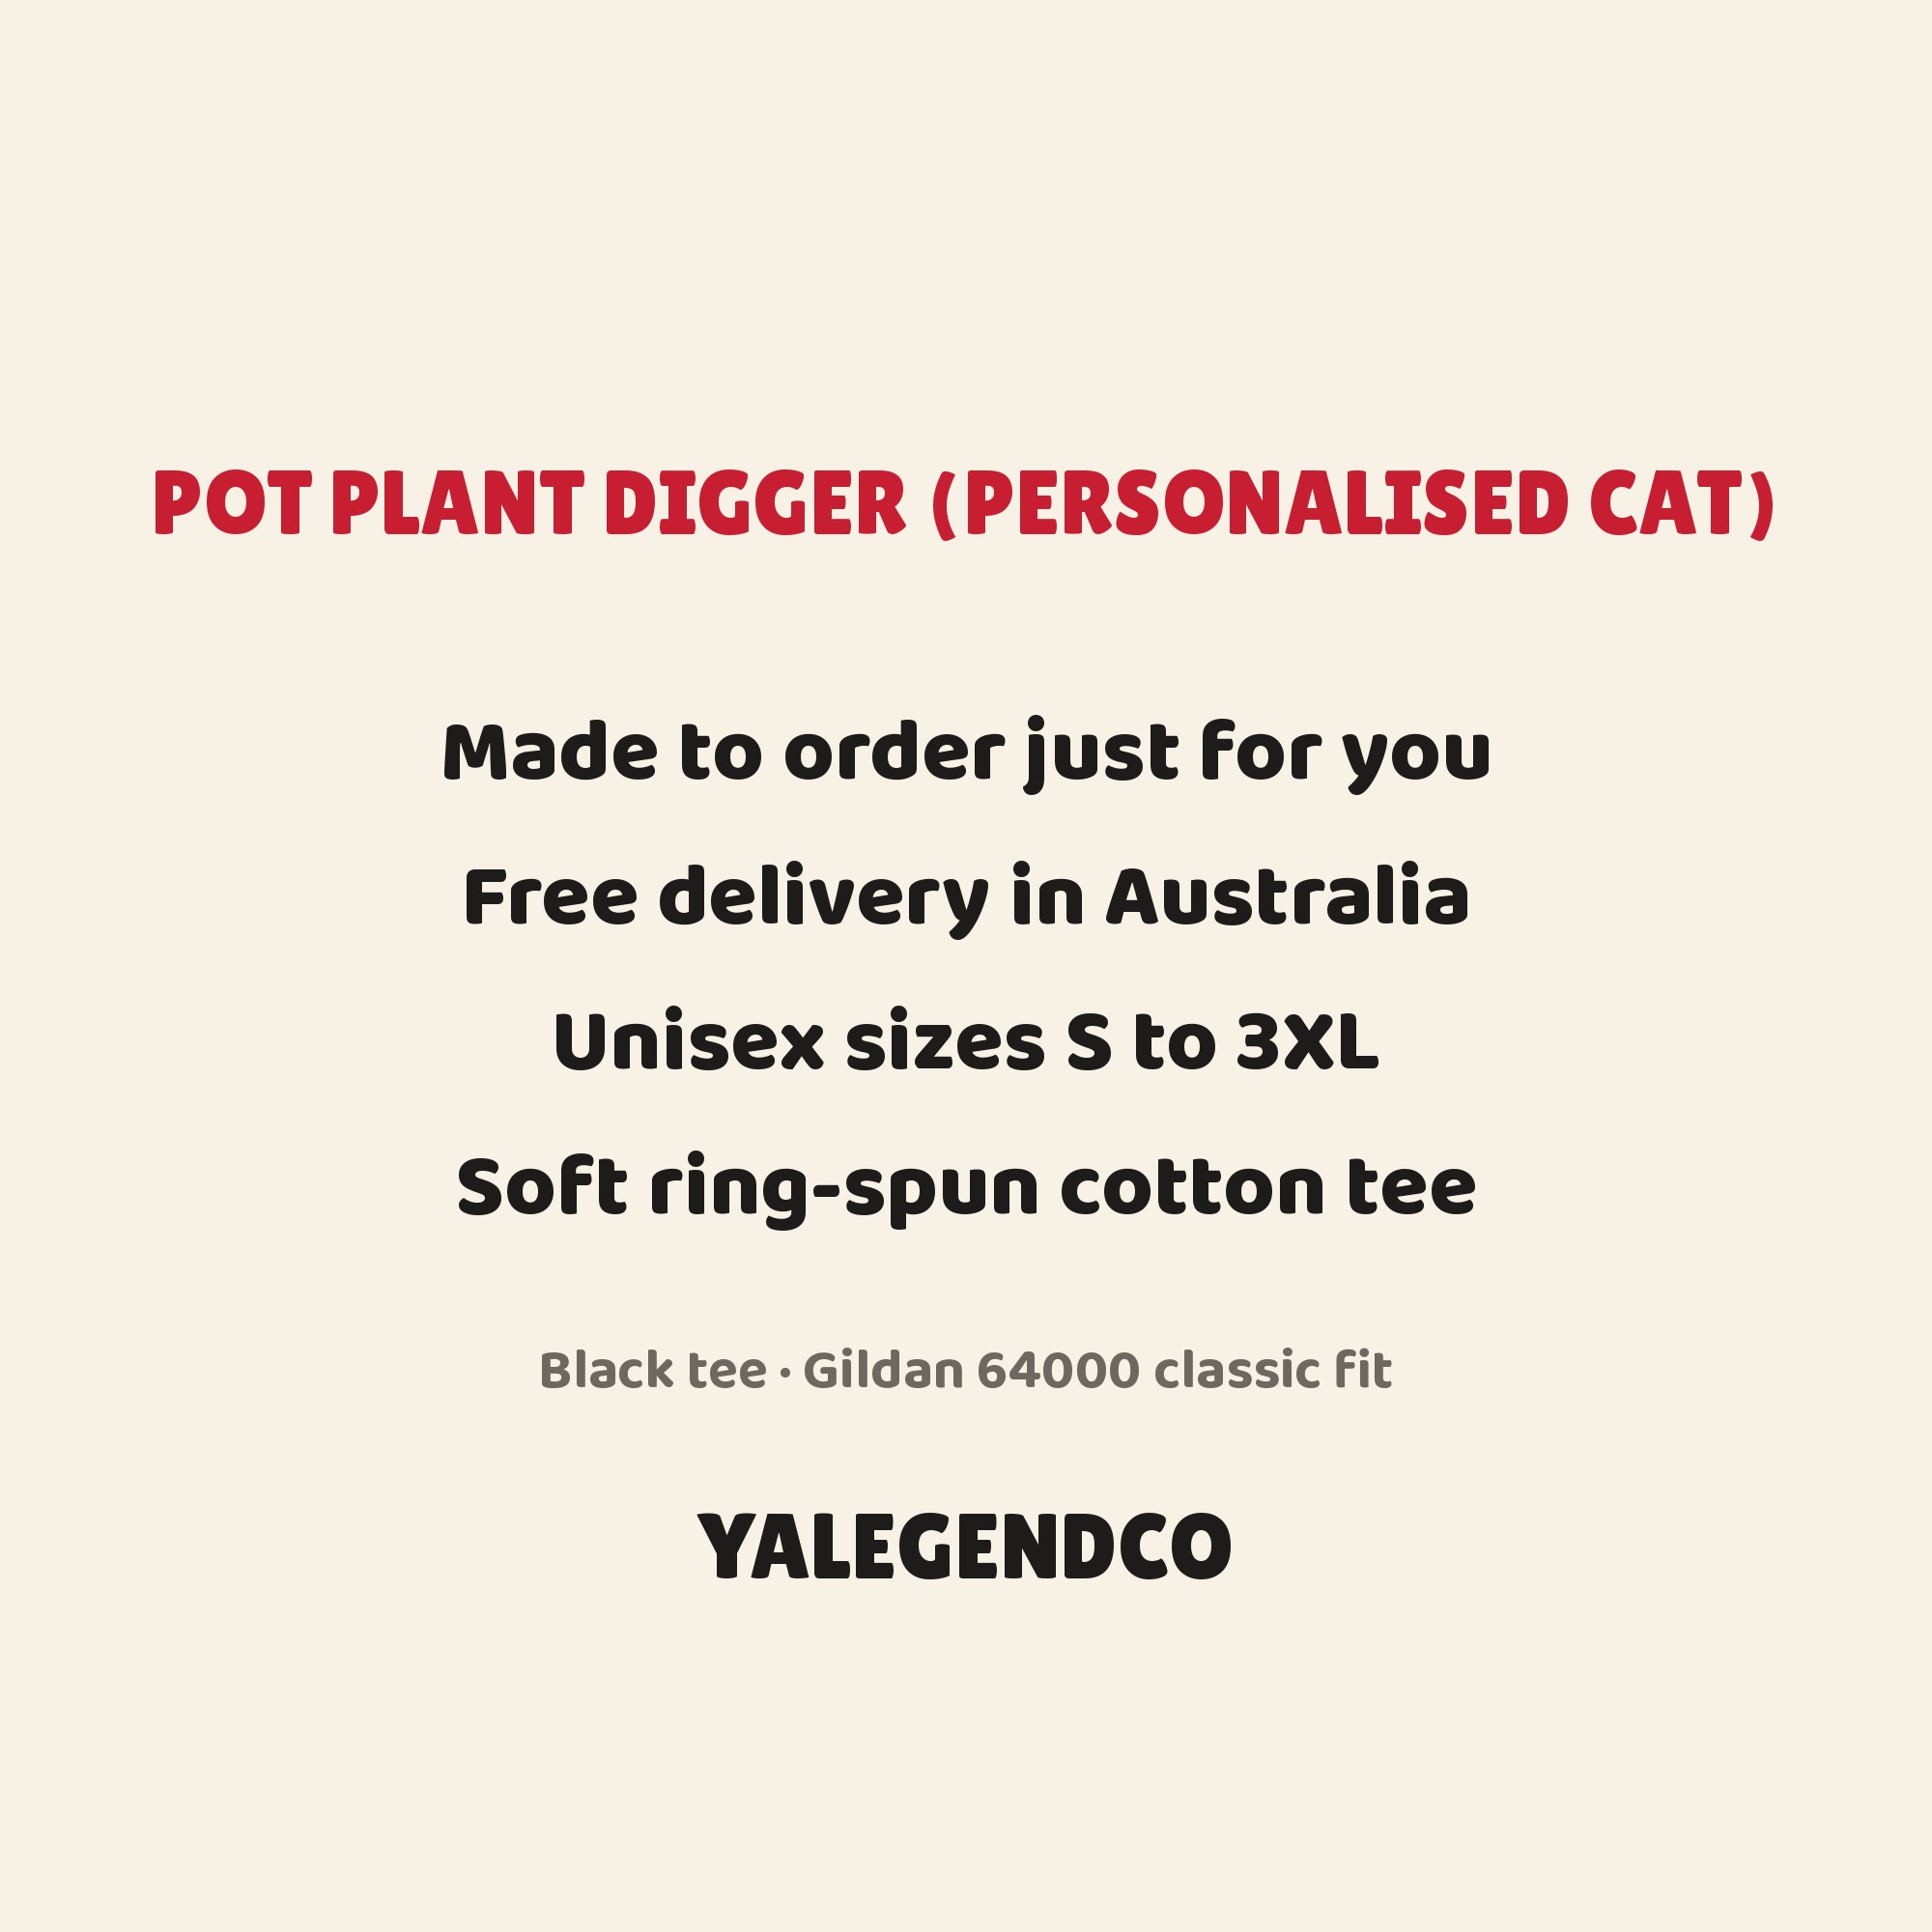 POT PLANT DIGGER (PERSONALISED CAT)
Made to order just for you
Free delivery in Australia
Unisex sizes S to 3XL
Soft ring-spun cotton tee
Black tee · Gildan 64000 classic fit
YALEGENDCO